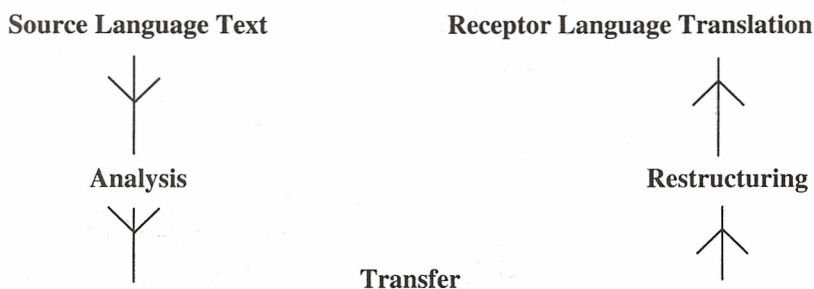 Source Language Text
Receptor Language Translation
Analysis
Restructuring
Transfer